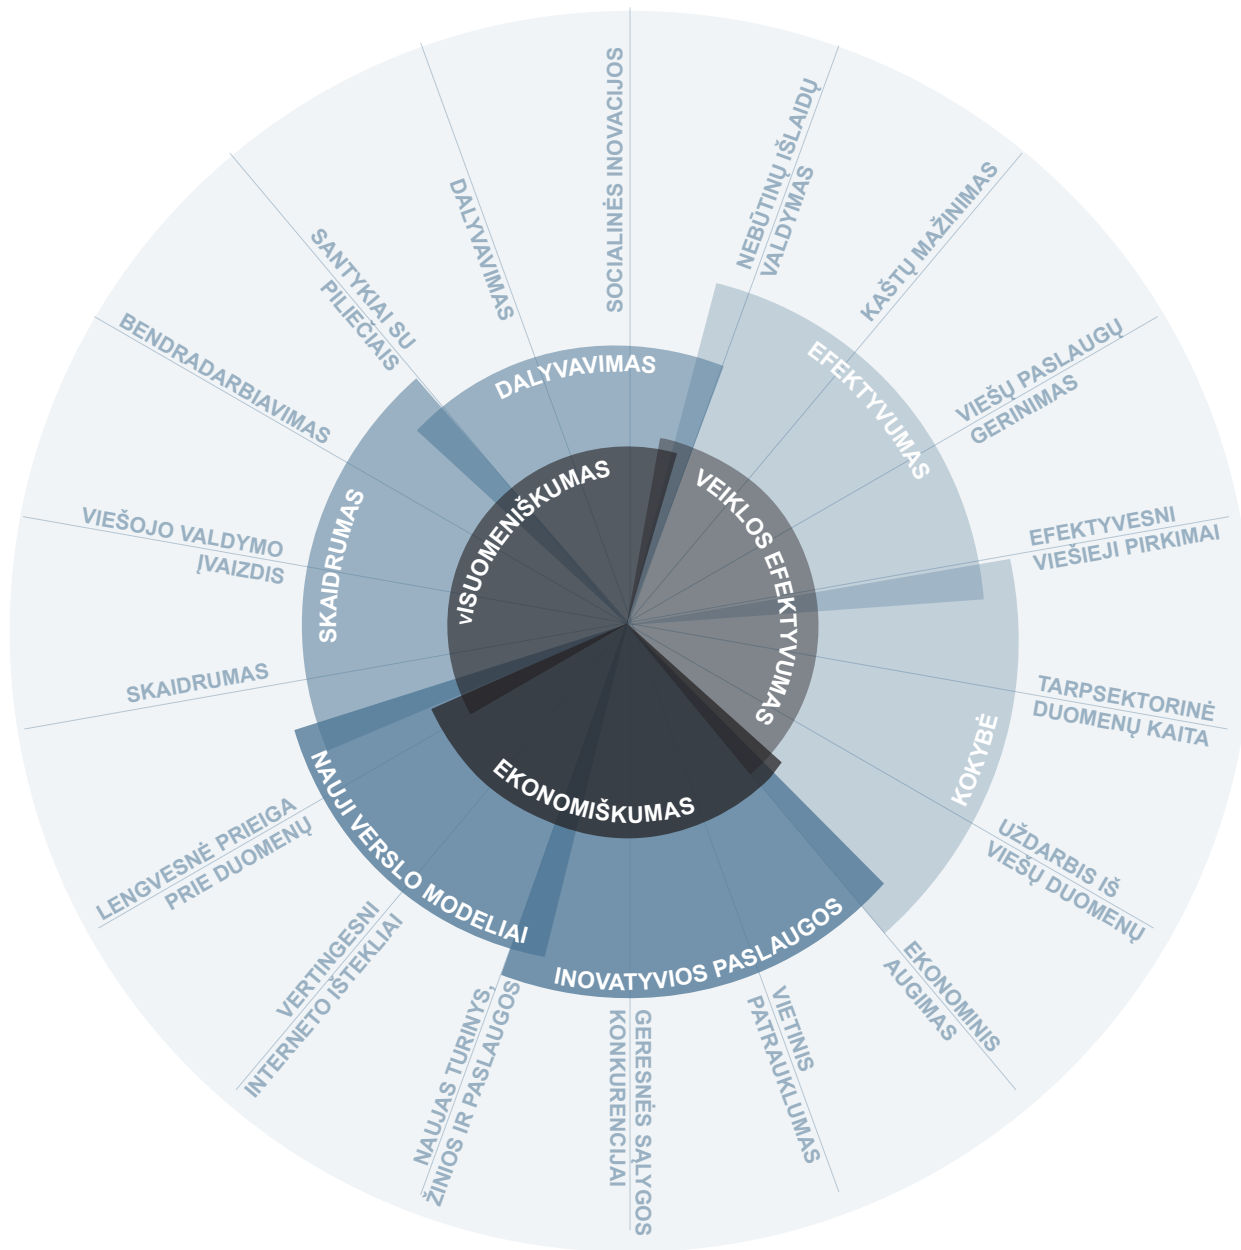 SOCIALINĖS INOVACIJOS
NEBŪTINŲ IŠLAIDŲ
VALDYMAS
KAŠTŲ MAŽINIMAS
VIEŠŲ PASLAUGŲ
GERINIMAS
EFEKTYVESNI
VIEŠIEJI PIRKIMAI
TARPSEKTORINĖ
DUOMENŲ KAITA
UŽDARBIS IŠ
VIEŠŲ DUOMENŲ
EKONOMINIS
AUGIMAS
VIETINIS
PATRAUKLUMAS
GERESNĖS SĄLYGOS
KONKURENCIJAI
NAUJAS TURINYS,
ŽINIOS IR PASLAUGOS
VERTINGESNI
INTERNETO IŠTEKLIAI
LENGVESNĖ PRIEIGA
PRIE DUOMENŲ
SKAIDRUMAS
VIEŠOJO VALDYMO
ĮVAIZDIS
BENDRADARBIAVIMAS
SANTYKIAI SU
PILIEČIAIS
DALYVAVIMAS
DALYVAVIMAS
EFEKTYVUMAS
KOKYBĖ
INOVATYVIOS PASLAUGOS
NAUJI VERSLO MODELIAI
SKAIDRUMAS
vISUOMENIŠKUMAS
VEIKLOS EFEKTYVUMAS
EKONOMIŠKUMAS